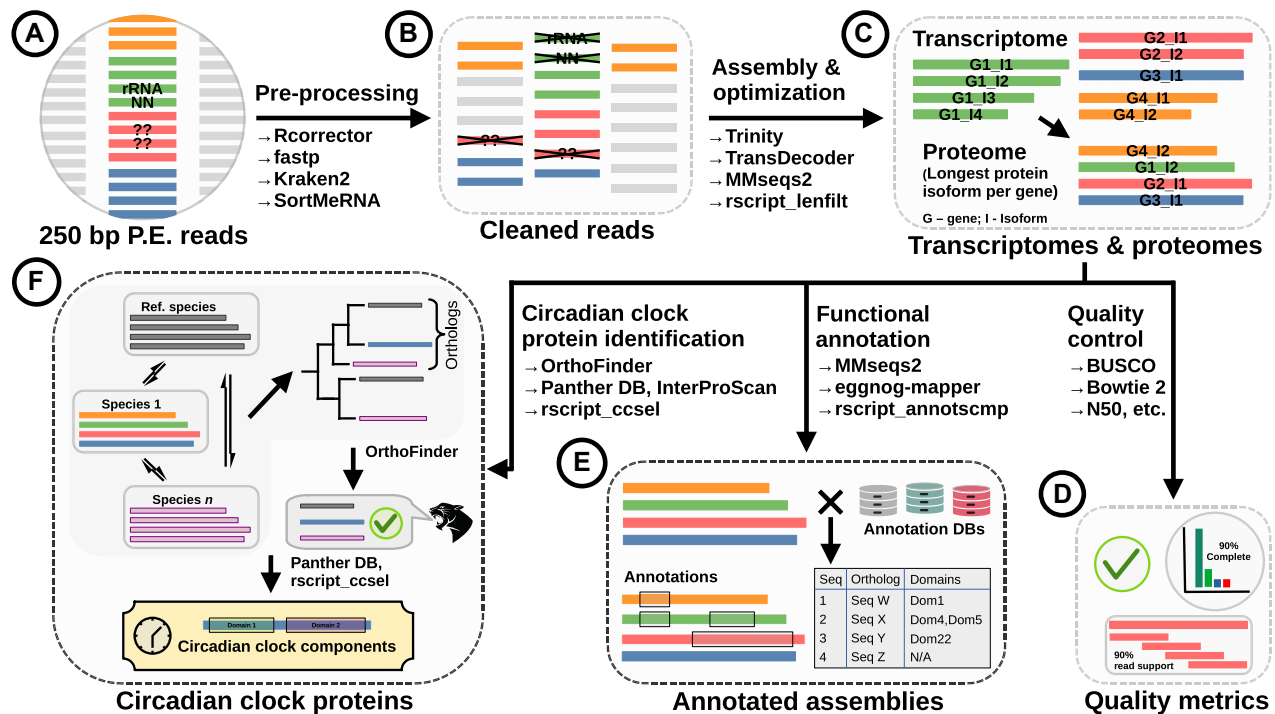 A
rRNA
NN
??
??
250 bp P.E. reads
Pre-processing
→Rcorrector
→fastp
→Kraken2
→SortMeRNA
B
rRNA
NN
??
??
Cleaned reads
Assembly &
optimization
→Trinity
→TransDecoder
→MMseqs2
→rscript_lenfilt
C
Transcriptome
G1_I1
G1_I2
G1_I3
G1_I4
G2_I1
G2_I2
G3_I1
G4_I1
G4_I2
Proteome
(Longest protein
isoform per gene)
G4_I2
G1_I2
G2_I1
G3_I1
G – gene; I - Isoform
Transcriptomes & proteomes
Circadian clock
protein identification
→OrthoFinder
→Panther DB, InterProScan
→rscript_ccsel
Functional
annotation
→MMseqs2
→eggnog-mapper
→rscript_annotscmp
Quality
control
→BUSCO
→Bowtie 2
→N50, etc.
D
90%
Complete
90%
read support
Quality metrics
E
Annotation DBs
Annotations
Seq Ortholog Domains
1 Seq W Dom1
2 Seq X Dom4,Dom5
3 Seq Y Dom22
4 Seq Z N/A
Annotated assemblies
F
Ref. species
Species 1
Species n
Orthologs
OrthoFinder
Panther DB,
rscript_ccsel
Domain 1 Domain 2
Circadian clock components
Circadian clock proteins